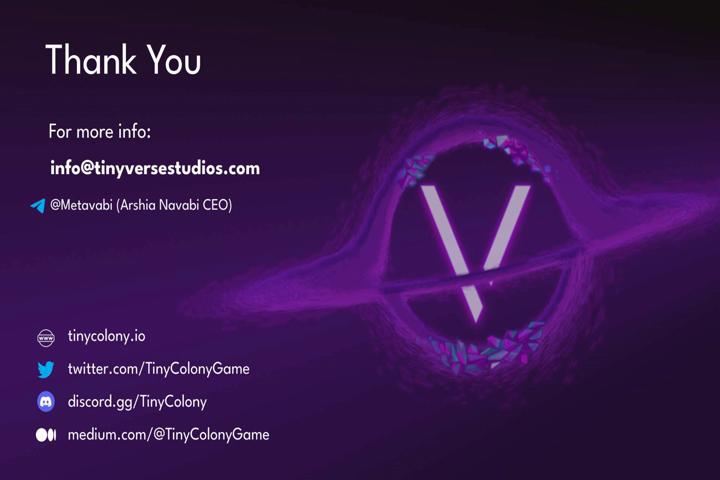 Thank You
For more info:
info@tinyversestudios.com
@Metavabi (Arshia Navabi CEO)
V
www
tinycolony.io
twitter.com/TinyColonyGame
discord.gg/TinyColony
medium.com/@TinyColonyGame